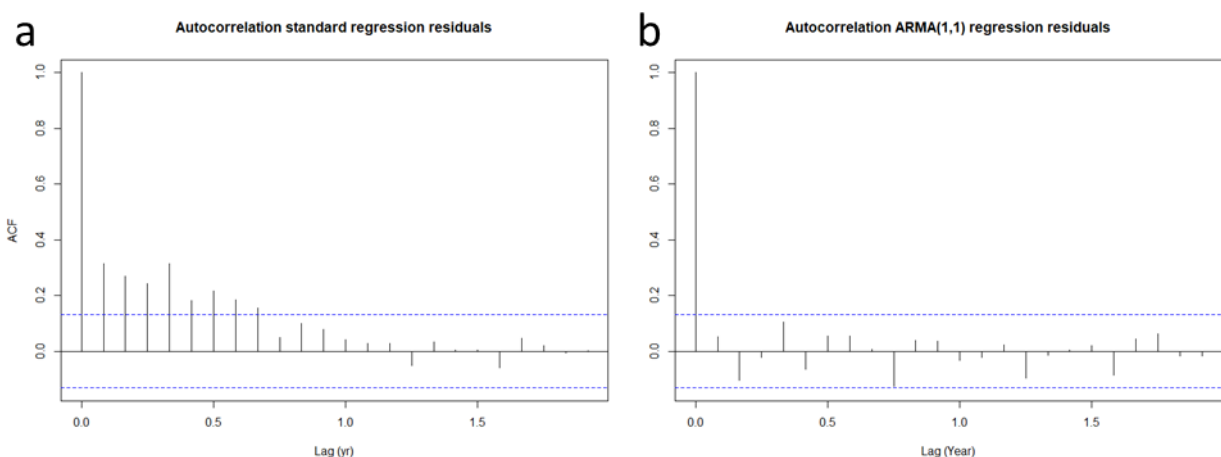 a
Autocorrelation standard regression residuals
ACF
1.0
0.8
0.6
0.4
0.2
0.0
0.0 0.5 1.0 1.5
Lag (yr)
b
Autocorrelation ARMA(1,1) regression residuals
1.0
0.8
0.6
0.4
0.2
0.0
0.0 0.5 1.0 1.5
Lag (Year)